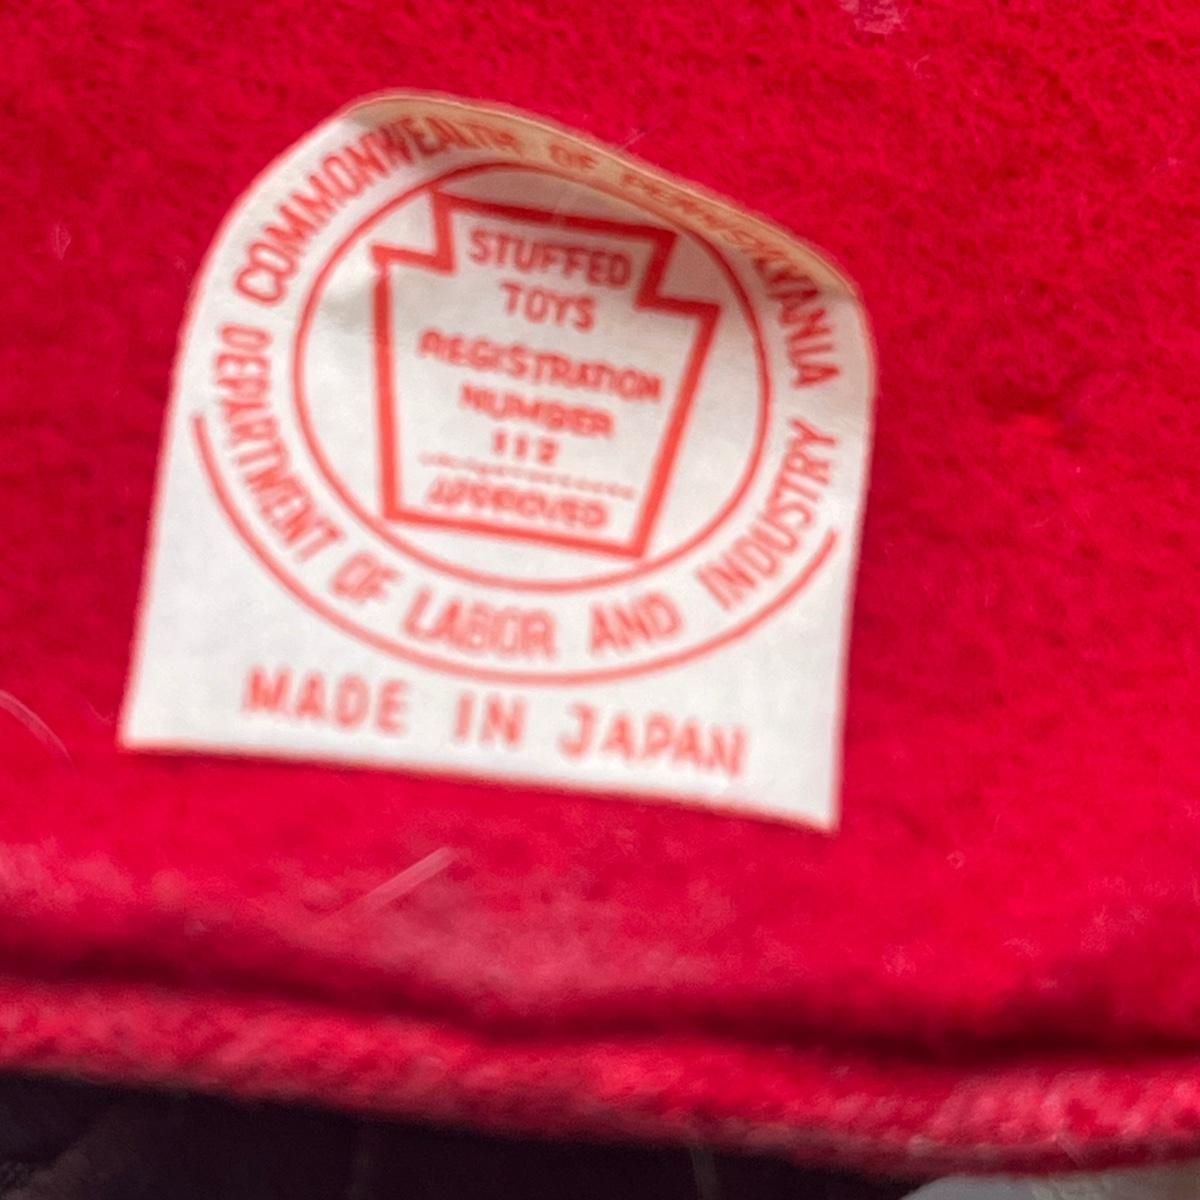 COMMONWEALTH OF PENNSYLVANIA
STUFFED
TOYS
REGISTRATION
NUMBER
112
APPROVED
DEPARTMENT OF LABOR AND INDUSTRY
MADE IN JAPAN